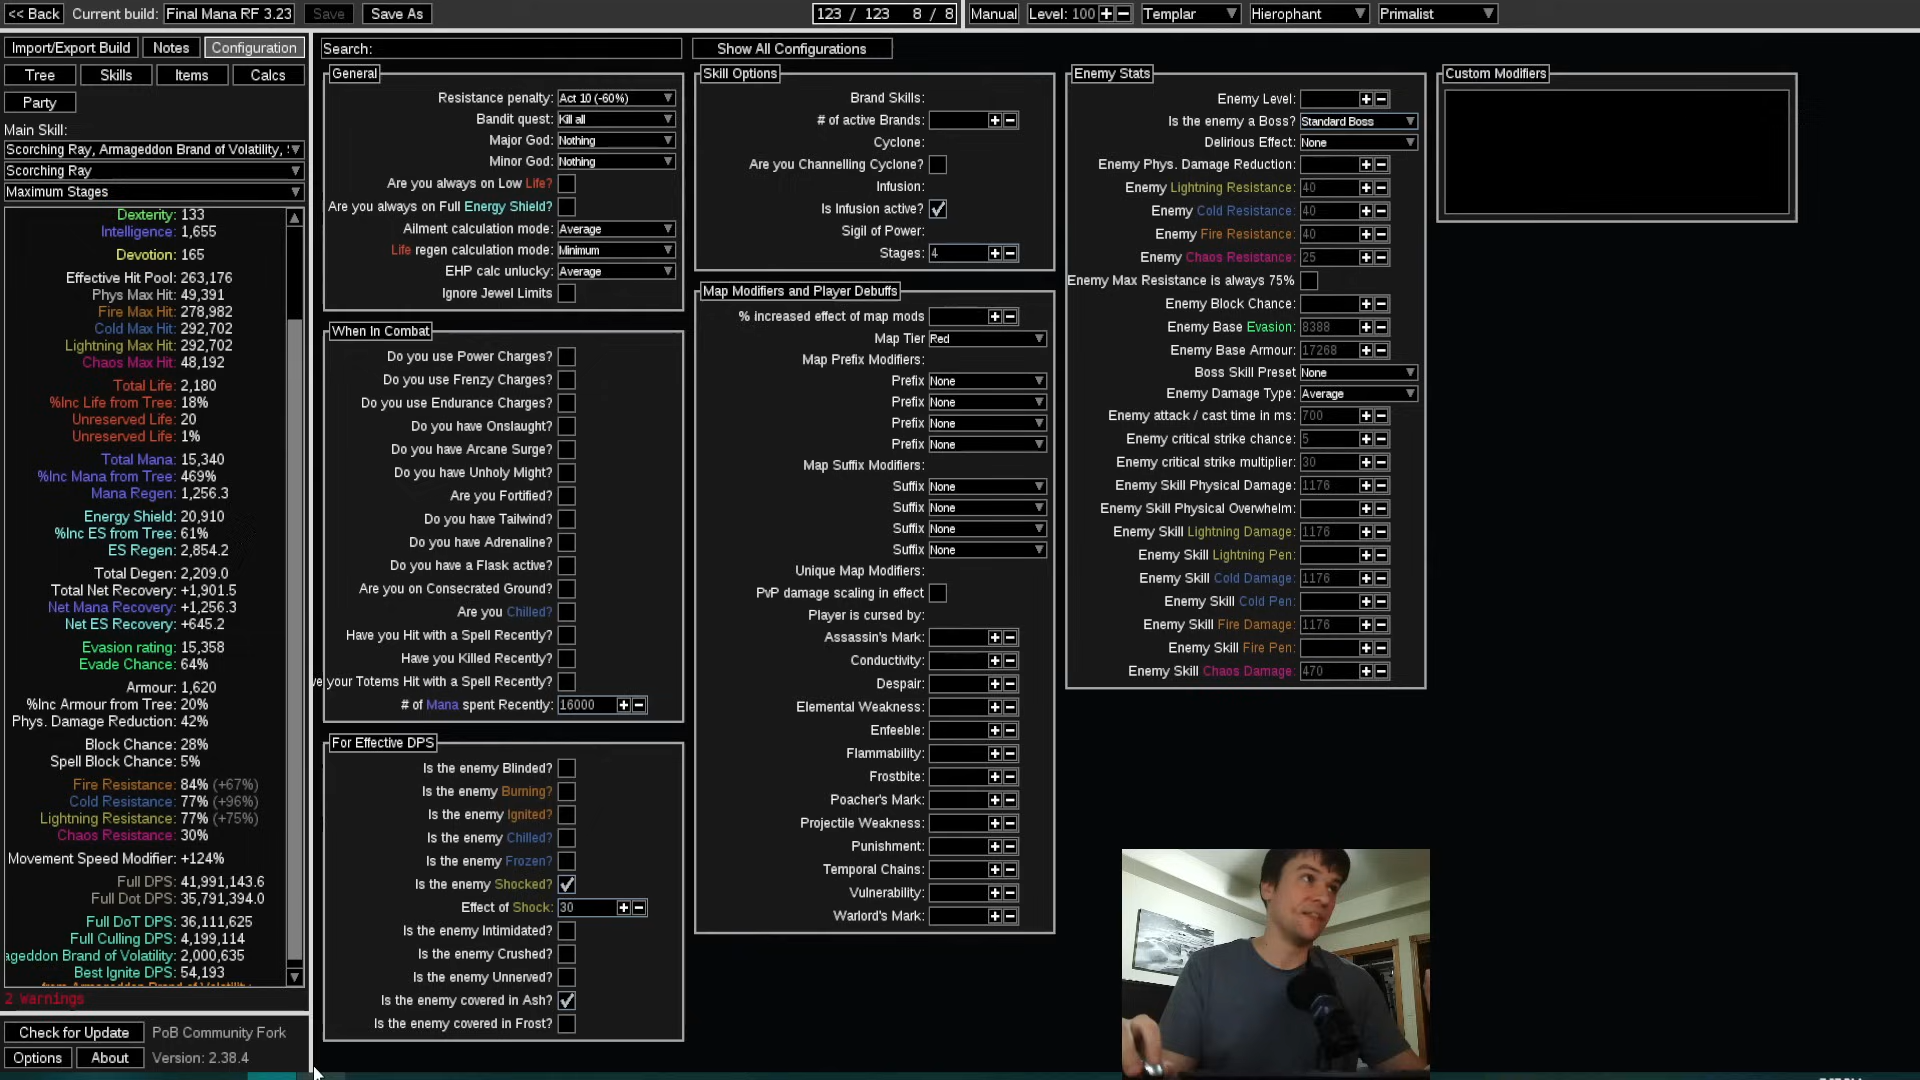 << Back
Current build: Final Mana RF 3.23
Save
Save As
123 / 123 8 / 8
Manual
Level: 100
Templar
Hierophant
Primalist
Import/Export Build
Notes
Configuration
Tree
Skills
Items
Calcs
Party
Main Skill:
Scorching Ray, Armageddon Brand of Volatility,
Scorching Ray
Maximum Stages
Dexterity: 133
Intelligence: 1,655
Devotion: 165
Effective Hit Pool: 263,176
Phys Max Hit: 49,391
Fire Max Hit: 278,982
Cold Max Hit: 292,702
Lightning Max Hit: 292,702
Chaos Max Hit: 48,192
Total Life: 2,180
%Inc Life from Tree: 18%
Unreserved Life: 20
Unreserved Life: 1%
Total Mana: 15,340
%Inc Mana from Tree: 469%
Mana Regen: 1,256.3
Energy Shield: 20,910
%Inc ES from Tree: 61%
ES Regen: 2,854.2
Total Degen: 2,209.0
Total Net Recovery: +1,901.5
Net Mana Recovery: +1,256.3
Net ES Recovery: +645.2
Evasion rating: 15,358
Evade Chance: 64%
Armour: 1,620
%Inc Armour from Tree: 20%
Phys. Damage Reduction: 42%
Block Chance: 28%
Spell Block Chance: 5%
Fire Resistance: 84% (+67%)
Cold Resistance: 77% (+96%)
Lightning Resistance: 77% (+75%)
Chaos Resistance: 30%
Movement Speed Modifier: +124%
Full DPS: 41,991,143.6
Full Dot DPS: 35,791,394.0
Full DoT DPS: 36,111,625
Full Culling DPS: 4,199,114
ageddon Brand of Volatility: 2,000,635
Best Ignite DPS: 54,193
from Armageddon Brand of Volatility
2 Warnings
Check for Update
PoB Community Fork
Options
About
Version: 2.38.4
Search:
Show All Configurations
General
Resistance penalty: Act 10 (-60%)
Bandit quest: Kill all
Major God: Nothing
Minor God: Nothing
Are you always on Low Life?
Are you always on Full Energy Shield?
Ailment calculation mode: Average
Life regen calculation mode: Minimum
EHP calc unlucky: Average
Ignore Jewel Limits
When In Combat
Do you use Power Charges?
Do you use Frenzy Charges?
Do you use Endurance Charges?
Do you have Onslaught?
Do you have Arcane Surge?
Do you have Unholy Might?
Are you Fortified?
Do you have Tailwind?
Do you have Adrenaline?
Do you have a Flask active?
Are you on Consecrated Ground?
Are you Chilled?
Have you Hit with a Spell Recently?
Have you Killed Recently?
ve your Totems Hit with a Spell Recently?
# of Mana spent Recently: 16000
For Effective DPS
Is the enemy Blinded?
Is the enemy Burning?
Is the enemy Ignited?
Is the enemy Chilled?
Is the enemy Frozen?
Is the enemy Shocked?
Effect of Shock: 30
Is the enemy Intimidated?
Is the enemy Crushed?
Is the enemy Unnerved?
Is the enemy covered in Ash?
Is the enemy covered in Frost?
Skill Options
Brand Skills:
# of active Brands:
Cyclone:
Are you Channelling Cyclone?
Infusion:
Is Infusion active?
Sigil of Power:
Stages: 4
Map Modifiers and Player Debuffs
% increased effect of map mods
Map Tier Red
Map Prefix Modifiers:
Prefix None
Prefix None
Prefix None
Prefix None
Map Suffix Modifiers:
Suffix None
Suffix None
Suffix None
Suffix None
Unique Map Modifiers:
PvP damage scaling in effect
Player is cursed by:
Assassin's Mark:
Conductivity:
Despair:
Elemental Weakness:
Enfeeble:
Flammability:
Frostbite:
Poacher's Mark:
Projectile Weakness:
Punishment:
Temporal Chains:
Vulnerability:
Warlord's Mark:
Enemy Stats
Enemy Level:
Is the enemy a Boss? Standard Boss
Delirious Effect: None
Enemy Phys. Damage Reduction:
Enemy Lightning Resistance: 40
Enemy Cold Resistance: 40
Enemy Fire Resistance: 40
Enemy Chaos Resistance: 25
Enemy Max Resistance is always 75%
Enemy Block Chance:
Enemy Base Evasion: 8388
Enemy Base Armour: 17268
Boss Skill Preset None
Enemy Damage Type: Average
Enemy attack / cast time in ms: 700
Enemy critical strike chance: 5
Enemy critical strike multiplier: 30
Enemy Skill Physical Damage: 1176
Enemy Skill Physical Overwhelm:
Enemy Skill Lightning Damage: 1176
Enemy Skill Lightning Pen:
Enemy Skill Cold Damage: 1176
Enemy Skill Cold Pen:
Enemy Skill Fire Damage: 1176
Enemy Skill Fire Pen:
Enemy Skill Chaos Damage: 470
Custom Modifiers